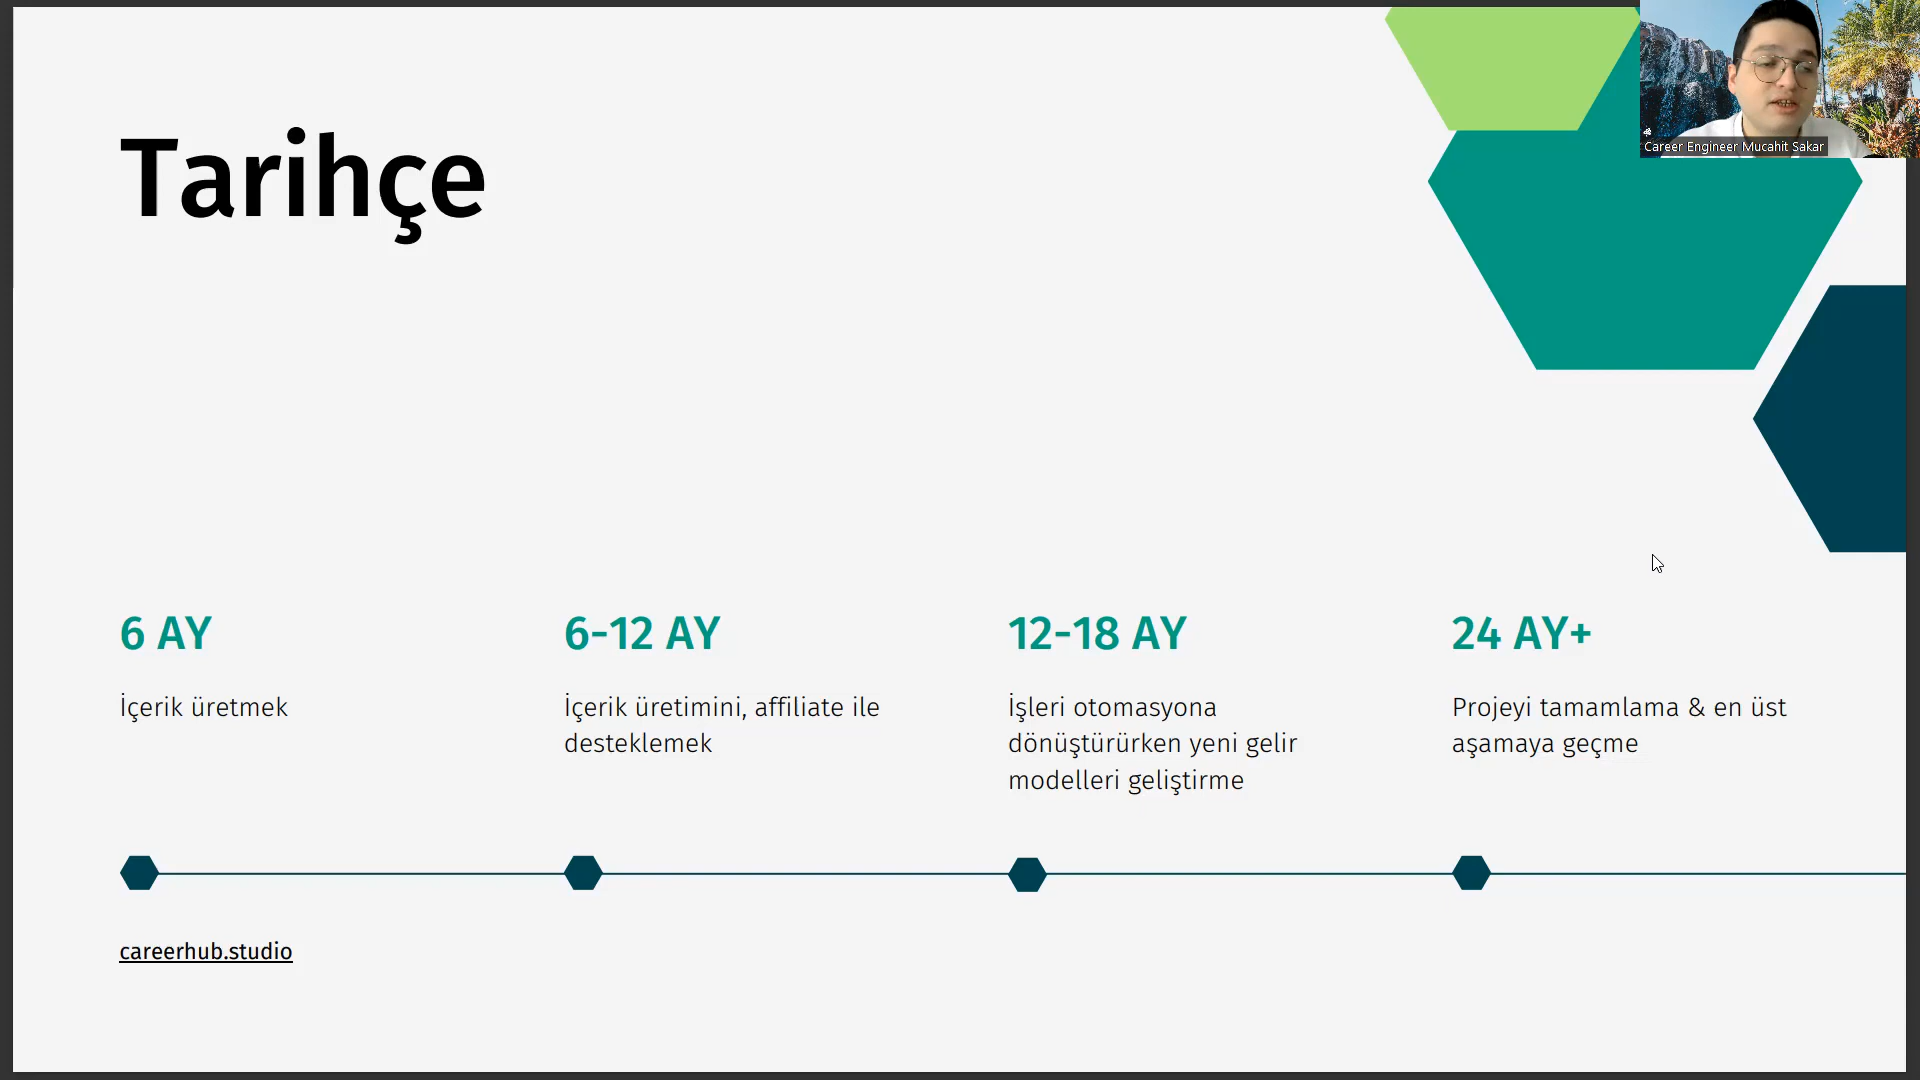 Career Engineer Mucahit Sakar
Tarihçe
6 AY
İçerik üretmek
6-12 AY
İçerik üretimini, affiliate ile
desteklemek
12-18 AY
İşleri otomasyona
dönüştürürken yeni gelir
modelleri geliştirme
24 AY+
Projeyi tamamlama & en üst
aşamaya geçme
careerhub.studio